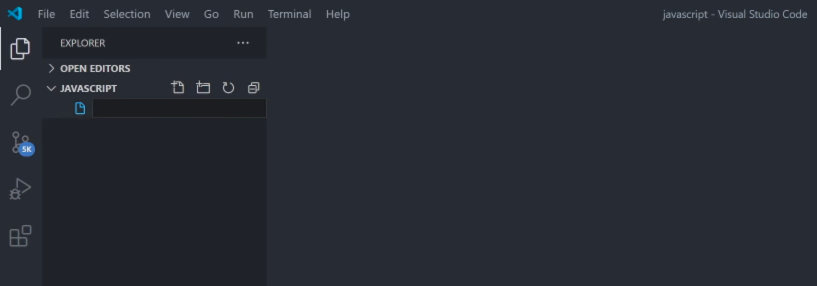 File Edit Selection View Go Run Terminal Help javascript - Visual Studio Code
EXPLORER
OPEN EDITORS
JAVASCRIPT
5K